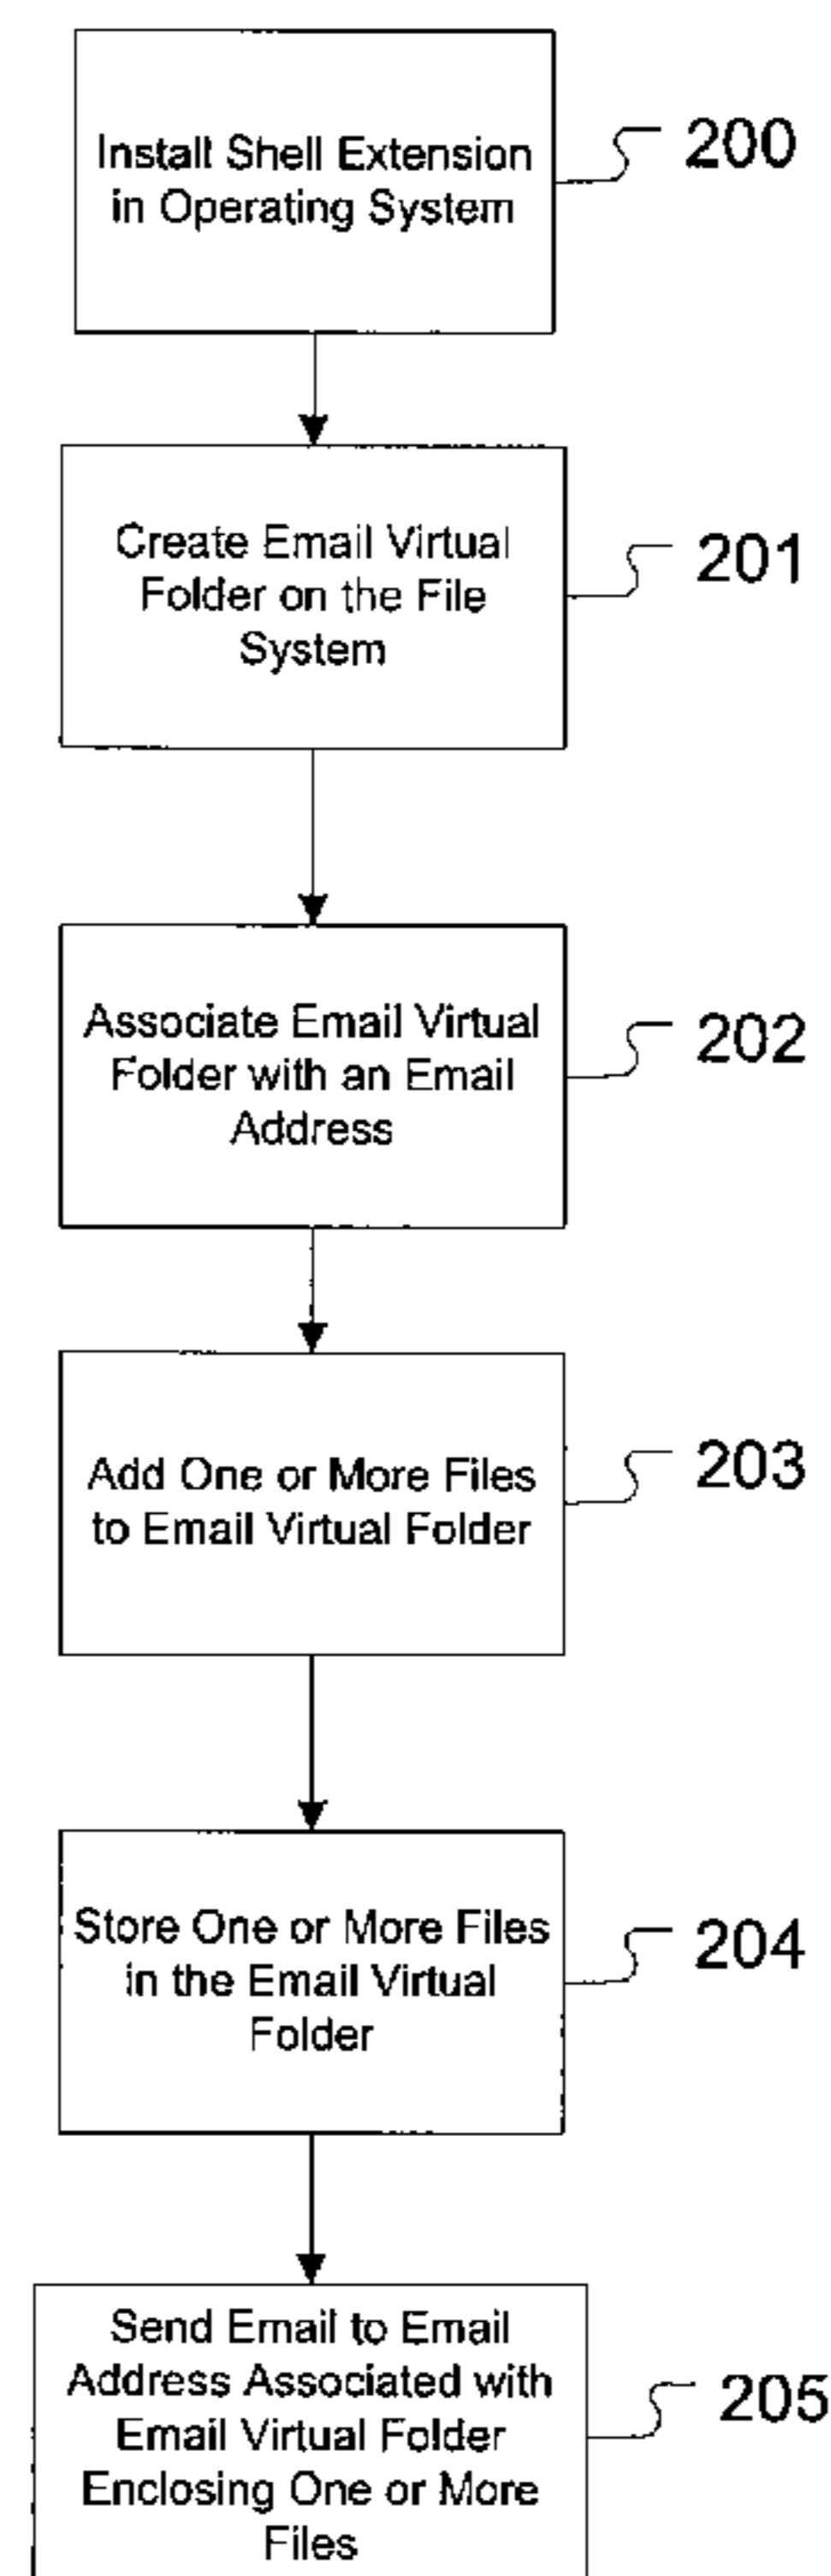 Install Shell Extension
in Operating System
200
Create Email Virtual
Folder on the File
System
201
Associate Email Virtual
Folder with an Email
Address
202
Add One or More Files
to Email Virtual Folder
203
Store One or More Files
in the Email Virtual
Folder
204
Send Email to Email
Address Associated with
Email Virtual Folder
Enclosing One or More
Files
205